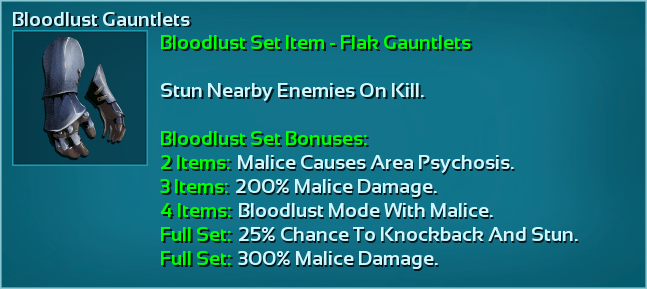 Bloodlust Gauntlets
Bloodlust Set Item - Flak Gauntlets
Stun Nearby Enemies On Kill.
Bloodlust Set Bonuses:
2 Items: Malice Causes Area Psychosis.
3 Items: 200% Malice Damage.
4 Items: Bloodlust Mode With Malice.
Full Set: 25% Chance To Knockback And Stun.
Full Set: 300% Malice Damage.